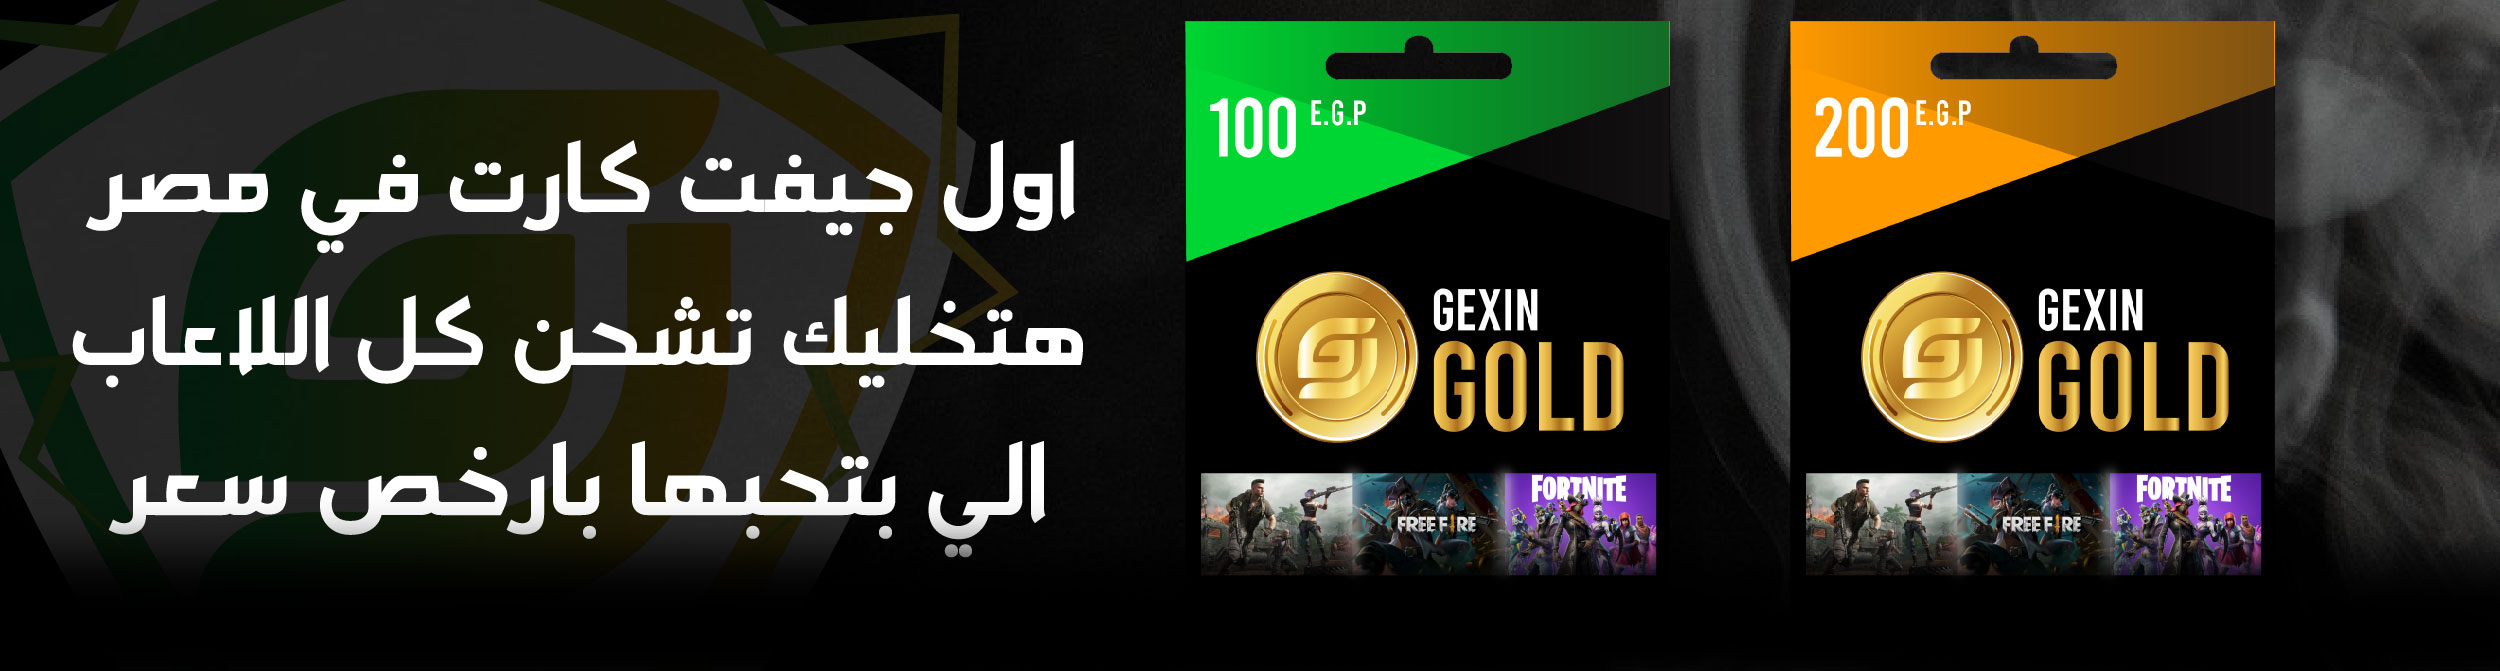 اول جيفت كارت في مصر
هتخليك تشحن كل اللإعاب
الي بتحبها بارخص سعر
100 E.G.P
GEXIN
GOLD
FREE FIRE
FORTNITE
200 E.G.P
GEXIN
GOLD
FREE FIRE
FORTNITE